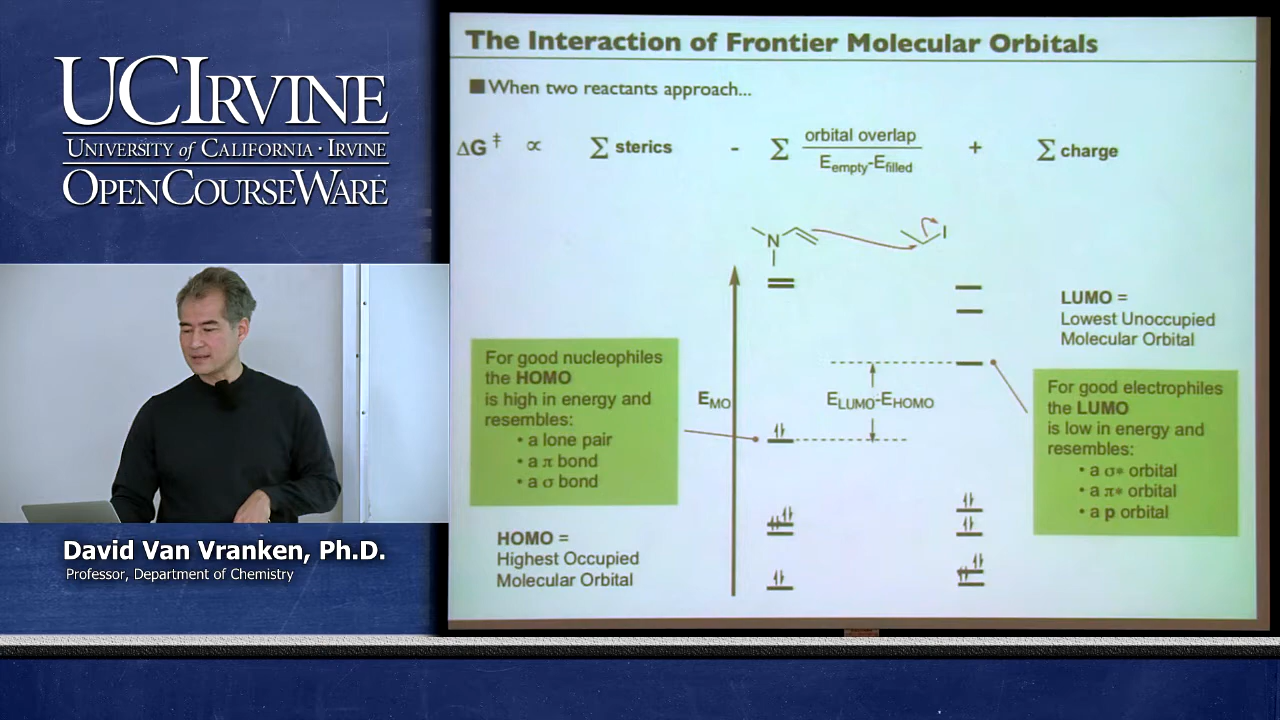 UCIRVINE
UNIVERSITY of CALIFORNIA · IRVINE
OPENCOURSEWARE
David Van Vranken, Ph.D.
Professor, Department of Chemistry
The Interaction of Frontier Molecular Orbitals
■ When two reactants approach...
ΔG‡ ∝ Σ sterics - Σ orbital overlap / Eempty-Efilled + Σ charge
N
I
LUMO =
Lowest Unoccupied
Molecular Orbital
For good nucleophiles
the HOMO
is high in energy and
resembles:
• a lone pair
• a π bond
• a σ bond
EMO
ELUMO-EHOMO
For good electrophiles
the LUMO
is low in energy and
resembles:
• a σ* orbital
• a π* orbital
• a p orbital
HOMO =
Highest Occupied
Molecular Orbital